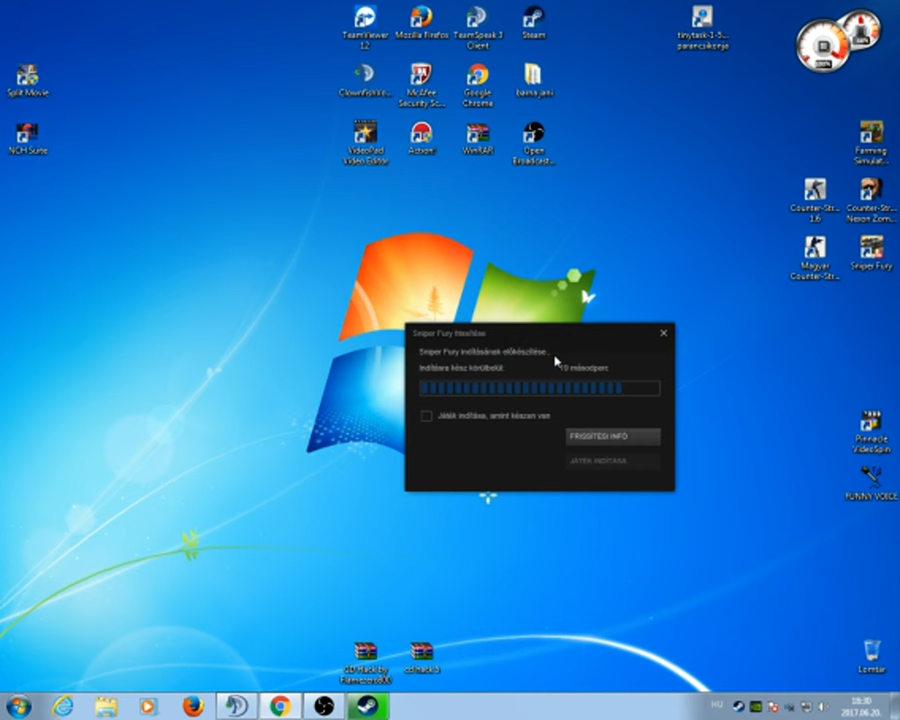 TeamViewer
12
Mozilla Firefox
TeamSpeak 3
Client
Steam
tinytask-1-5...
parancsikonja
100%
Split Movie
Clownfish...
McAfee
Security Sc...
Google
Chrome
barna jani
NCH Suite
VideoPad
Video Editor
Action!
WinRAR
Open
Broadcast...
Farming
Simulat...
Counter-Str...
1.6
Counter-Str...
Nexon Zom...
Magyar
Counter-Str...
Sniper Fury
Sniper Fury frissítése
Sniper Fury indításának előkészítése...
Indításra kész körülbelül:
19 másodperc
Játék indítása, amint készen van
FRISSÍTÉSI INFÓ
JÁTÉK INDÍTÁSA
Pinnacle
VideoSpin
FUNNY VOICE
GD Hack by
Lomtár
HU
18:30
2017.06.20.